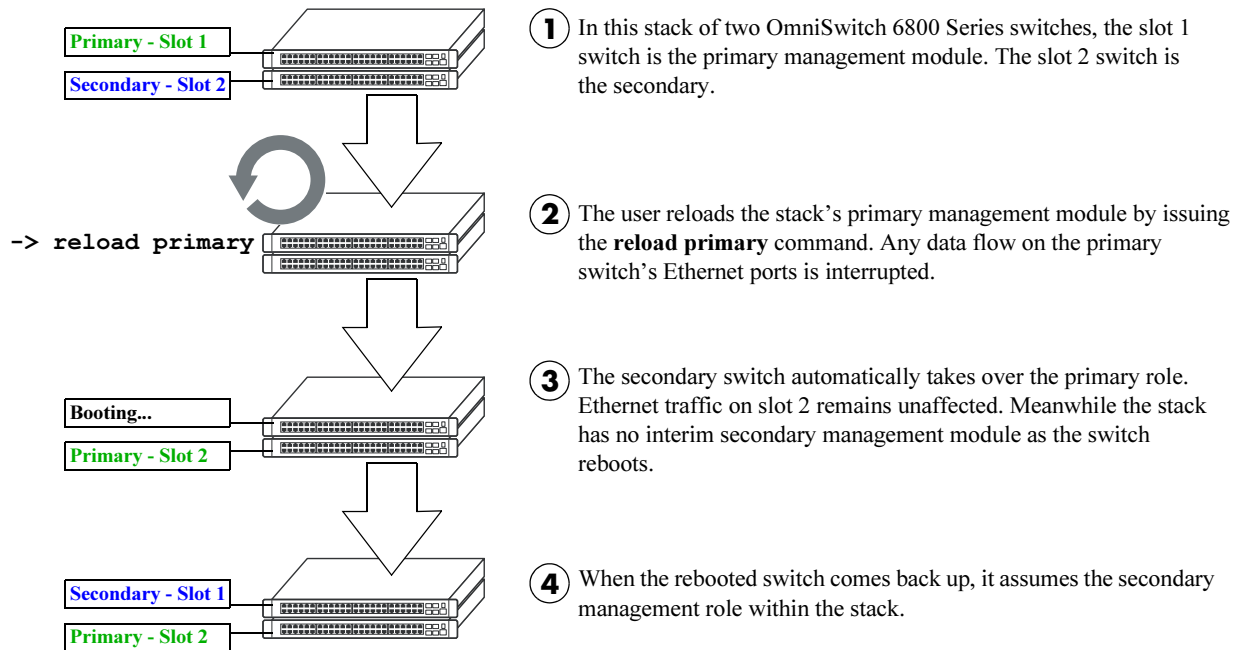 Primary - Slot 1
Secondary - Slot 2
1 In this stack of two OmniSwitch 6800 Series switches, the slot 1
switch is the primary management module. The slot 2 switch is
the secondary.
-> reload primary
2 The user reloads the stack’s primary management module by issuing
the reload primary command. Any data flow on the primary
switch’s Ethernet ports is interrupted.
Booting...
Primary - Slot 2
3 The secondary switch automatically takes over the primary role.
Ethernet traffic on slot 2 remains unaffected. Meanwhile the stack
has no interim secondary management module as the switch
reboots.
Secondary - Slot 1
Primary - Slot 2
4 When the rebooted switch comes back up, it assumes the secondary
management role within the stack.